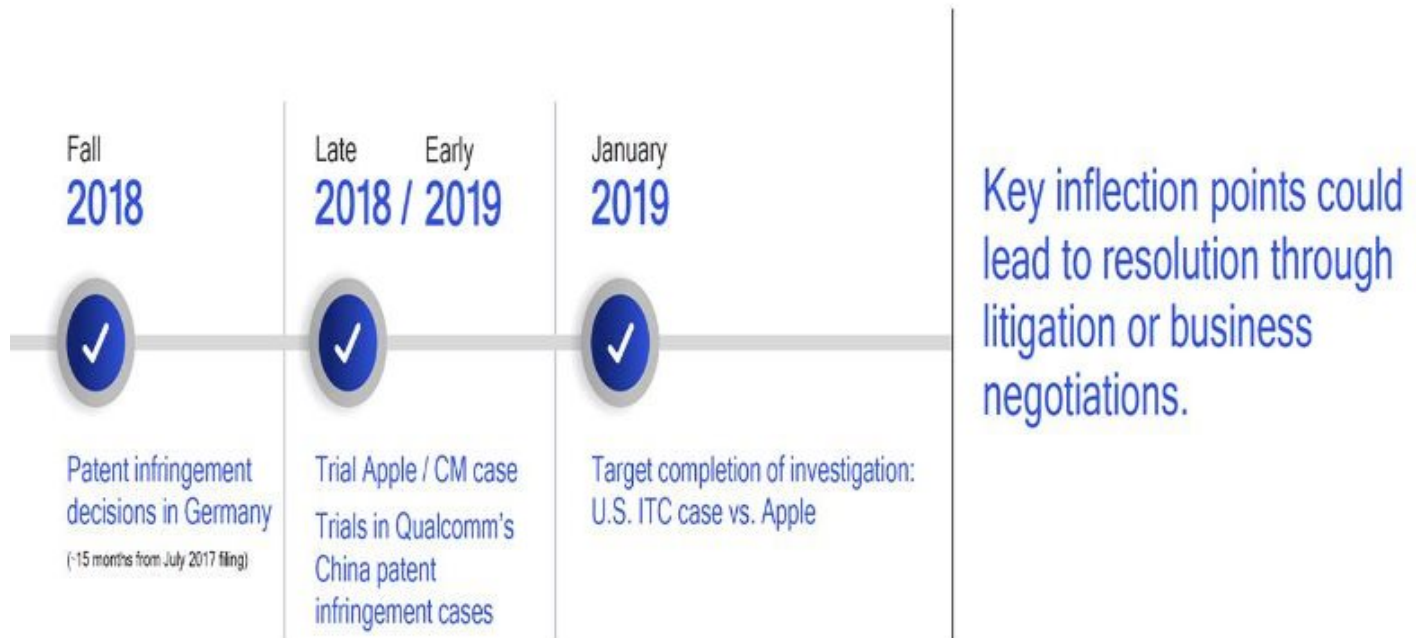 Fall
2018
Patent infringement
decisions in Germany
(~15 months from July 2017 filing)
Late Early
2018 / 2019
Trial Apple / CM case
Trials in Qualcomm's
China patent
infringement cases
January
2019
Target completion of investigation:
U.S. ITC case vs. Apple
Key inflection points could
lead to resolution through
litigation or business
negotiations.